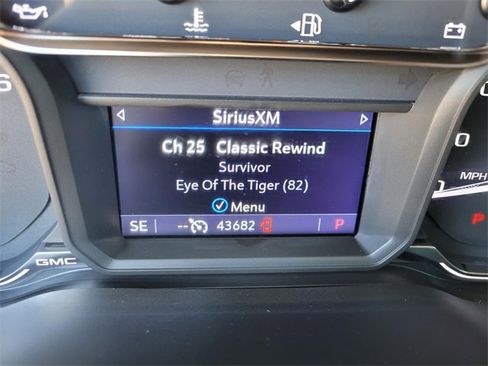 SiriusXM
Ch 25 Classic Rewind
Survivor
Eye Of The Tiger (82)
Menu
SE -- 43682 P
GMC
MPH
P